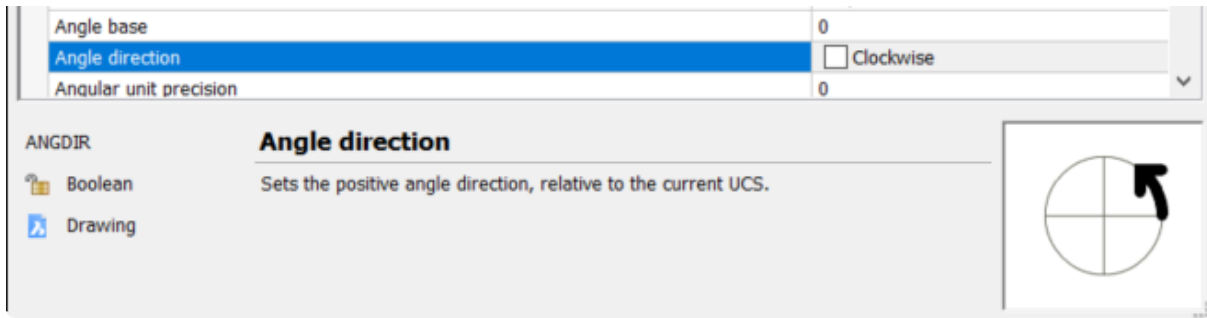 Angle base 0
Angle direction Clockwise
Angular unit precision 0
ANGDIR Angle direction
Boolean Sets the positive angle direction, relative to the current UCS.
Drawing